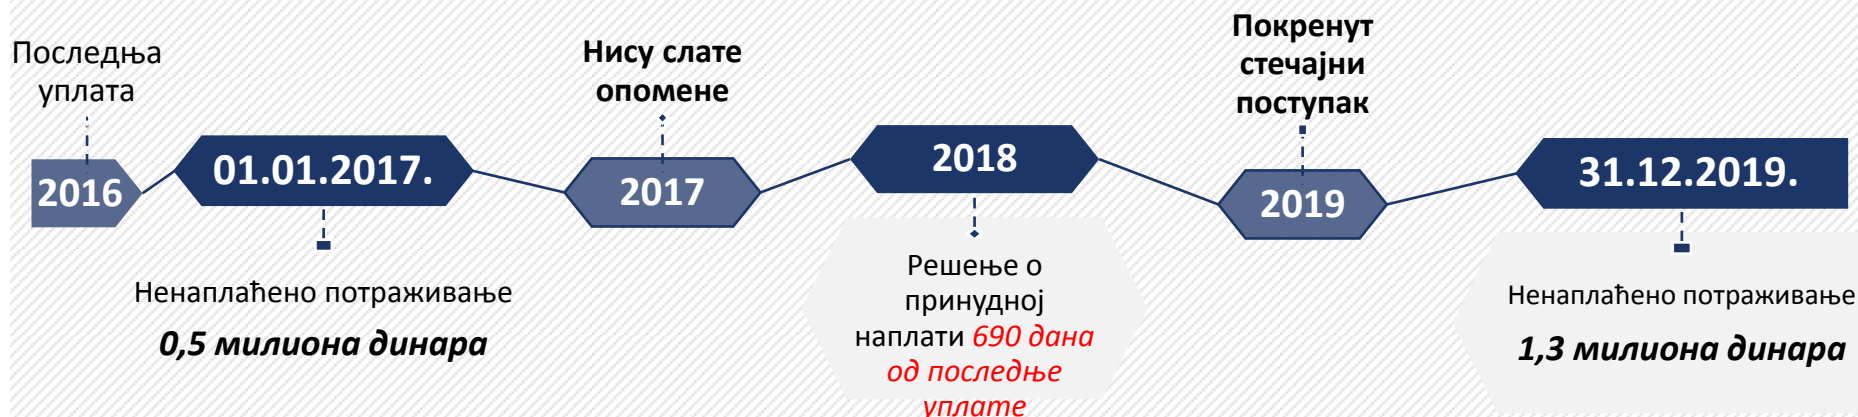 Последња
уплата
2016
01.01.2017.
Ненаплаћено потраживање
0,5 милиона динара
Нису слате
опомене
2017
2018
Решење о
принудној
наплати 690 дана
од последње
уплате
Покренут
стечајни
поступак
2019
31.12.2019.
Ненаплаћено потраживање
1,3 милиона динара